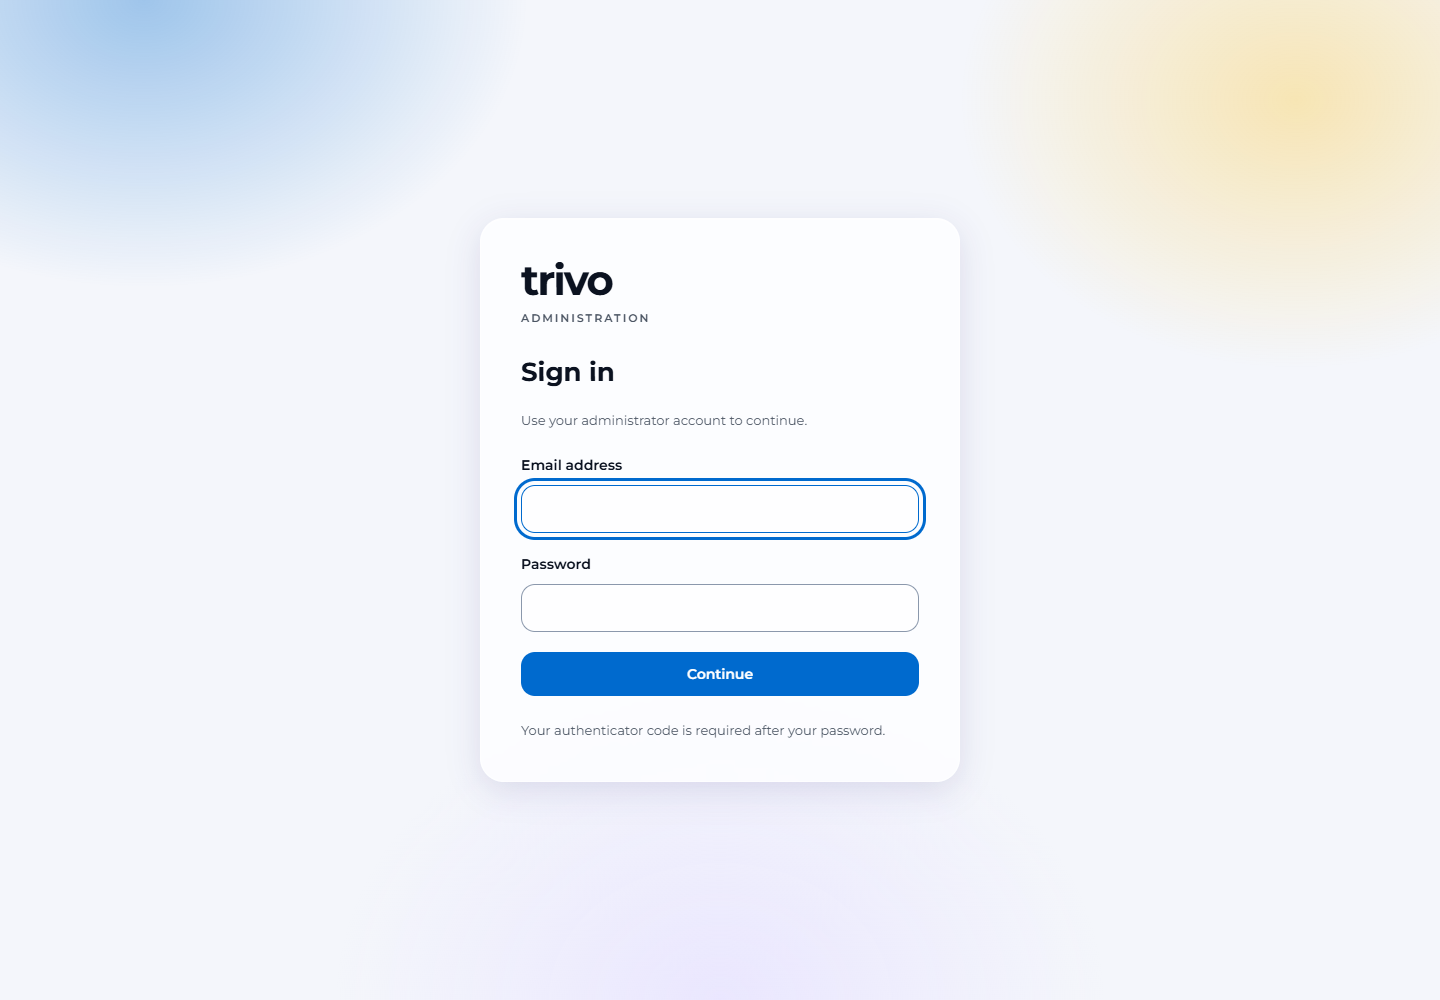 trivo
ADMINISTRATION
Sign in
Use your administrator account to continue.
Email address
Password
Continue
Your authenticator code is required after your password.